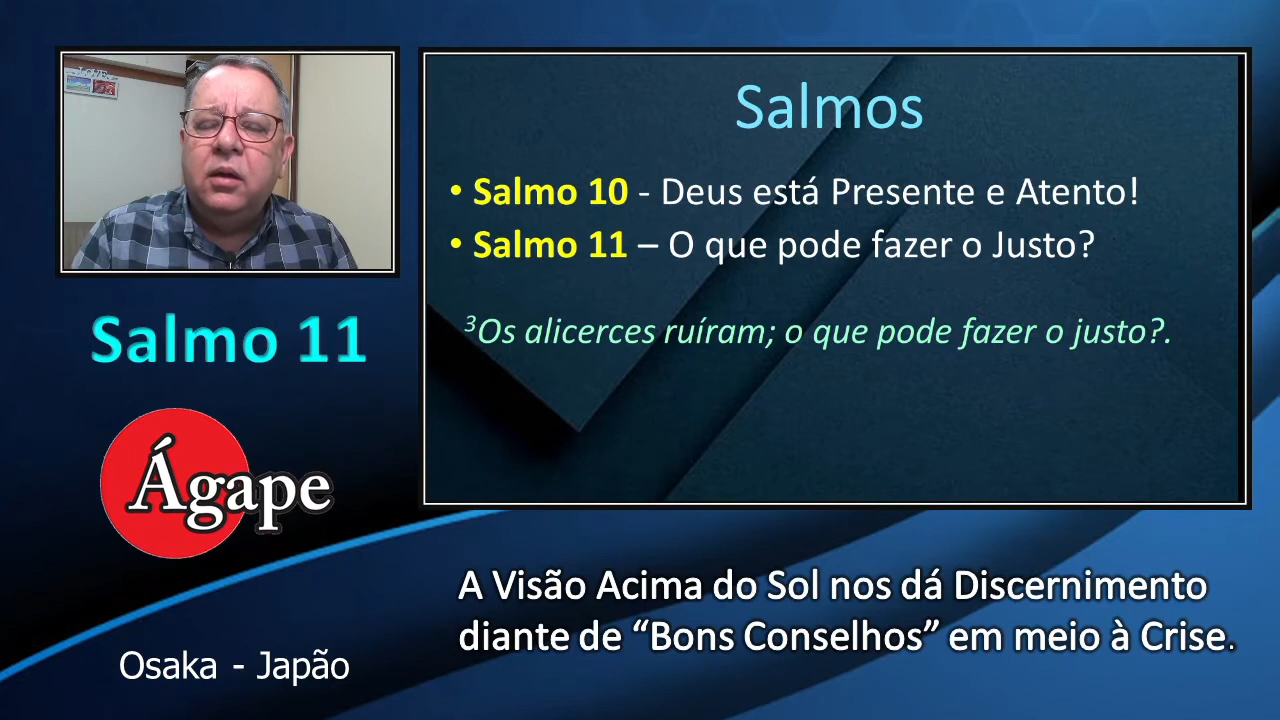 LOVE
Salmos
• Salmo 10 - Deus está Presente e Atento!
• Salmo 11 – O que pode fazer o Justo?
³Os alicerces ruíram; o que pode fazer o justo?.
Salmo 11
Ágape
A Visão Acima do Sol nos dá Discernimento
diante de “Bons Conselhos” em meio à Crise.
Osaka - Japão